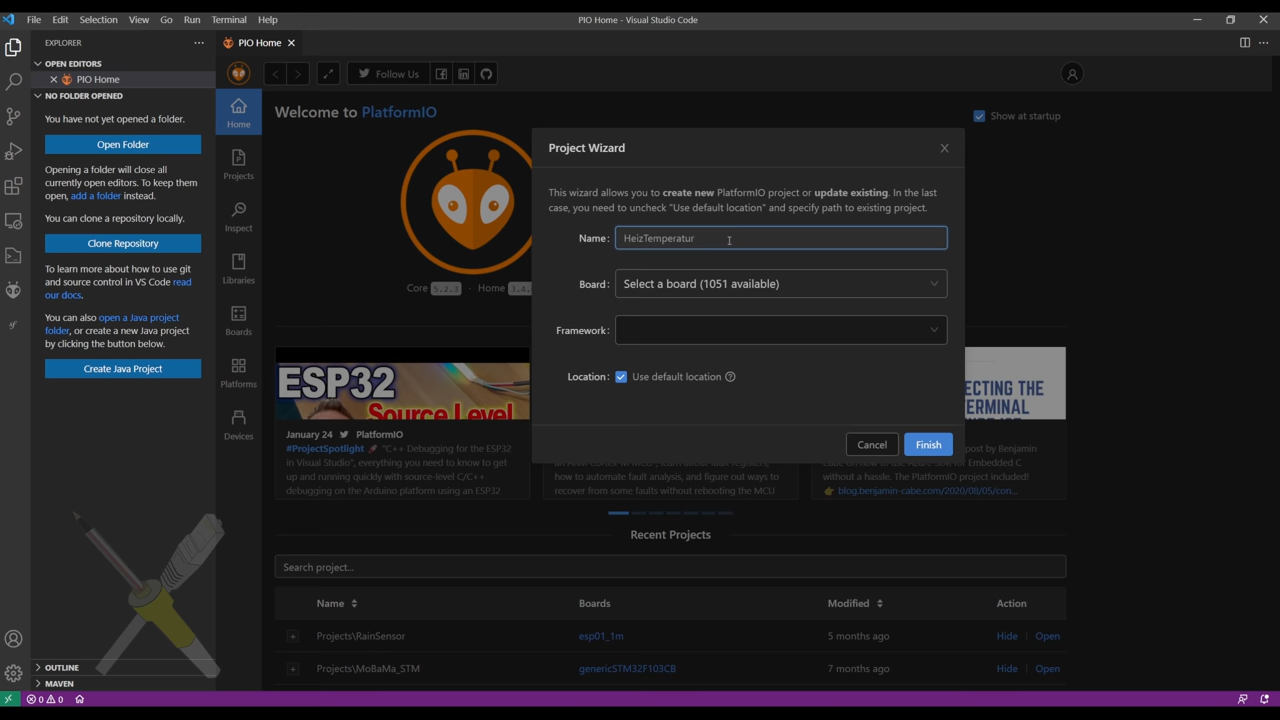 File Edit Selection View Go Run Terminal Help
PIO Home - Visual Studio Code
EXPLORER
PIO Home
OPEN EDITORS
PIO Home
NO FOLDER OPENED
You have not yet opened a folder.
Open Folder
Opening a folder will close all
currently open editors. To keep them
open, add a folder instead.
You can clone a repository locally.
Clone Repository
To learn more about how to use git
and source control in VS Code read
our docs.
You can also open a Java project
folder, or create a new Java project
by clicking the button below.
Create Java Project
OUTLINE
MAVEN
0 0
Follow Us
Home
Projects
Inspect
Libraries
Boards
Platforms
Devices
Welcome to PlatformIO
Show at startup
Core 5.2.3 · Home 3.4.
Project Wizard
This wizard allows you to create new PlatformIO project or update existing. In the last
case, you need to uncheck "Use default location" and specify path to existing project.
Name: HeizTemperatur
Board: Select a board (1051 available)
Framework:
Location: Use default location
Cancel Finish
ESP32
Source Level
January 24 PlatformIO
#ProjectSpotlight "C++ Debugging for the ESP32
in Visual Studio", everything you need to know to get
up and running quickly with source-level C/C++
debugging on the Arduino platform using an ESP32
how to automate fault analysis, and figure out ways to
recover from some faults without rebooting the MCU
ECTING THE
TERMINAL
post by Benjamin
without a hassle. The PlatformIO project included!
blog.benjamin-cabe.com/2020/08/05/con...
Recent Projects
Search project...
Name Boards Modified Action
Projects\RainSensor esp01_1m 5 months ago Hide Open
Projects\MoBaMa_STM genericSTM32F103CB 7 months ago Hide Open